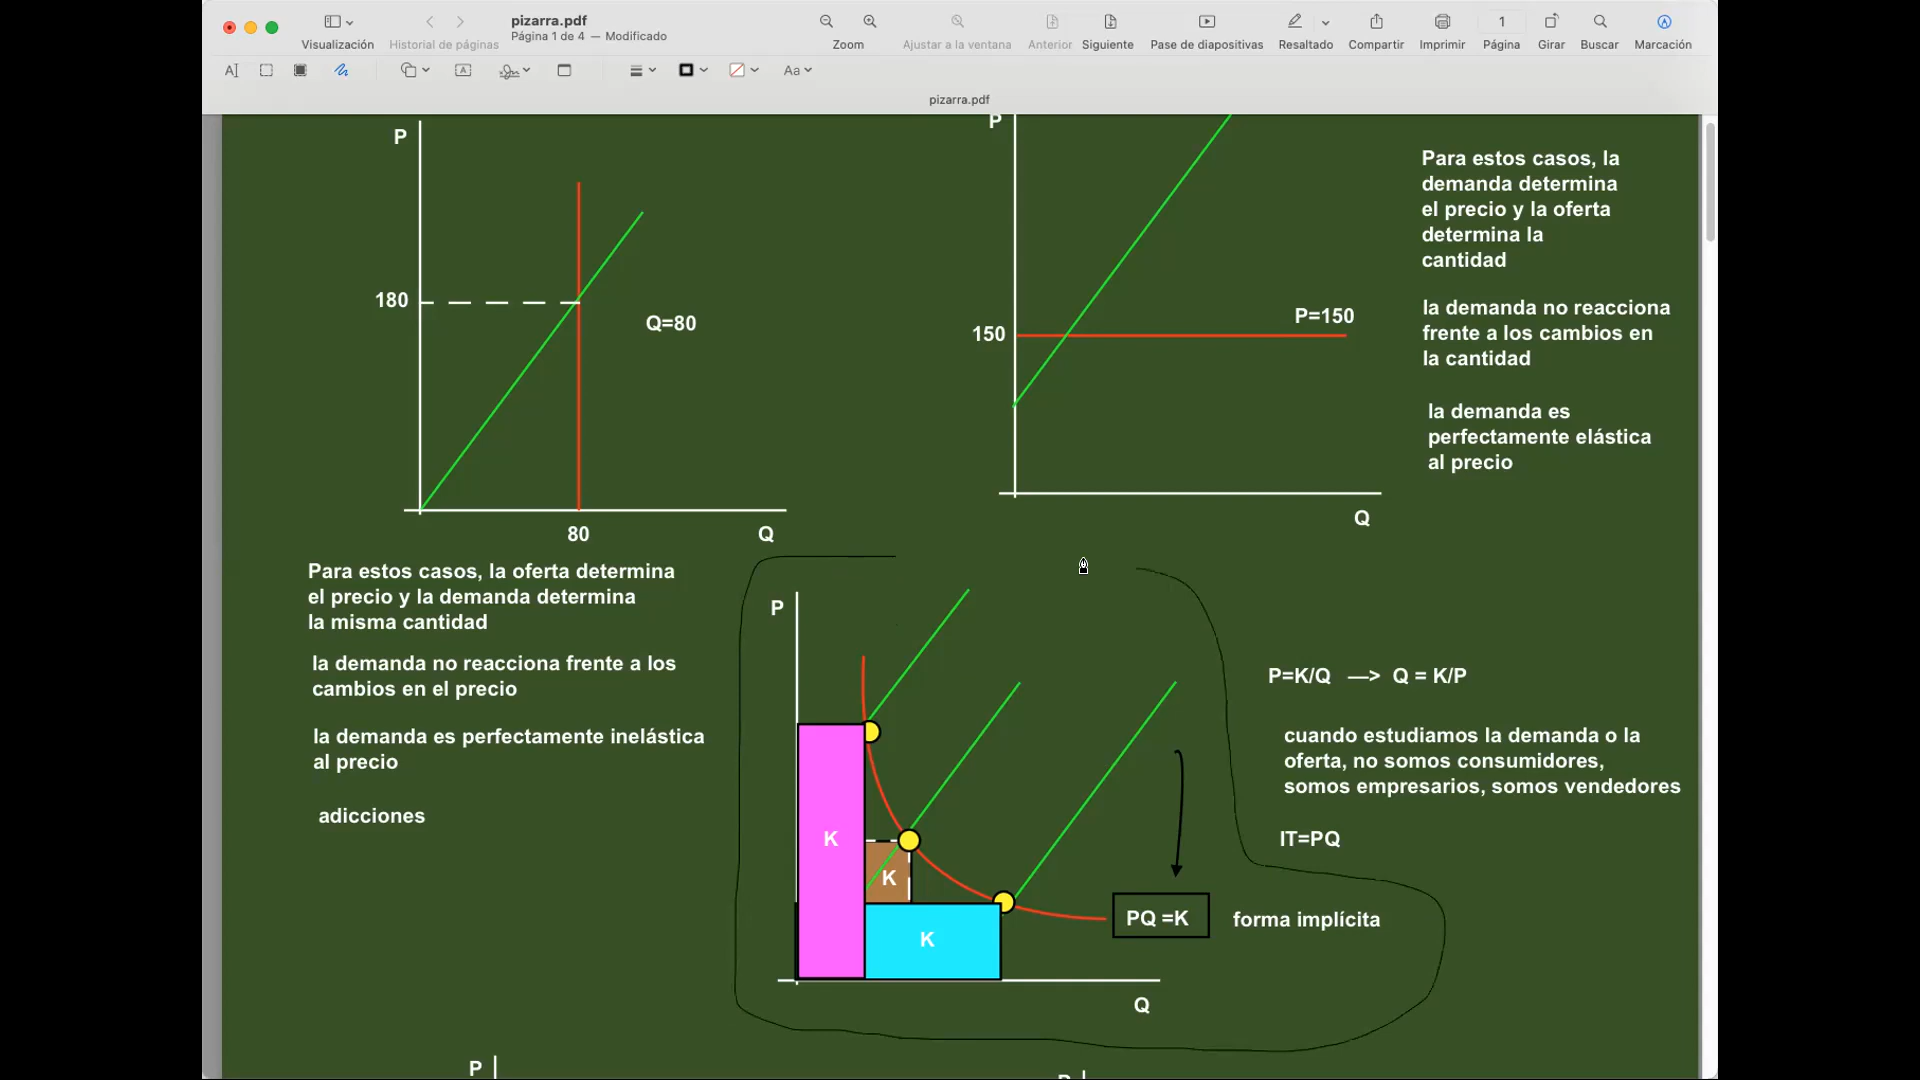 pizarra.pdf
Página 1 de 4 — Modificado
Visualización
Historial de páginas
Zoom
Ajustar a la ventana
Anterior
Siguiente
Pase de diapositivas
Resaltado
Compartir
Imprimir
1
Página
Girar
Buscar
Marcación
Aa
pizarra.pdf
P
180
Q=80
80
Q
Para estos casos, la oferta determina
el precio y la demanda determina
la misma cantidad
la demanda no reacciona frente a los
cambios en el precio
la demanda es perfectamente inelástica
al precio
adicciones
P
150
P=150
Q
Para estos casos, la
demanda determina
el precio y la oferta
determina la
cantidad
la demanda no reacciona
frente a los cambios en
la cantidad
la demanda es
perfectamente elástica
al precio
P
K
K
K
PQ =K
forma implícita
Q
P=K/Q —> Q = K/P
cuando estudiamos la demanda o la
oferta, no somos consumidores,
somos empresarios, somos vendedores
IT=PQ
P
P